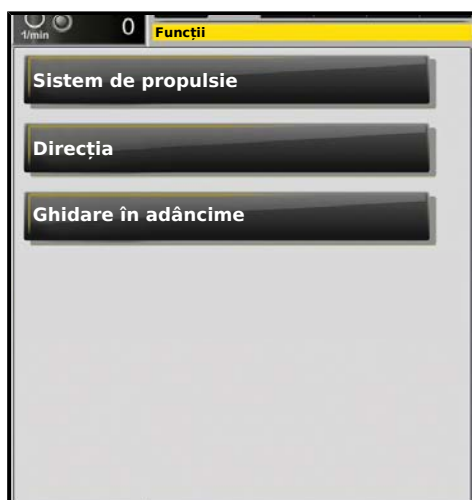 1/min
0
Funcții
Sistem de propulsie
Direcția
Ghidare în adâncime